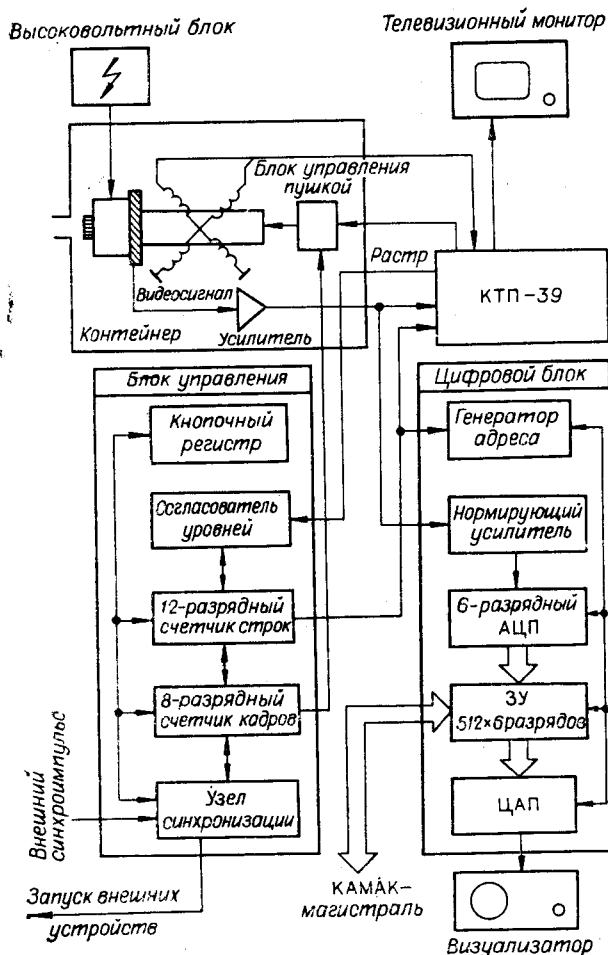 Высоковольтный блок
Телевизионный монитор
Блок управления
пушкой
Растр
КТП-39
Видеосигнал
Усилитель
Контейнер
Блок управления
Кнопочный
регистр
Согласователь
уровней
12-разрядный
счетчик строк
8-разрядный
счетчик кадров
Узел
синхронизации
Внешний
синхроимпульс
Запуск внешних
устройств
Цифровой блок
Генератор
адреса
Нормирующий
усилитель
6-разрядный
АЦП
ЗУ
512×6разрядов
ЦАП
КАМАК-
магистраль
Визуализатор